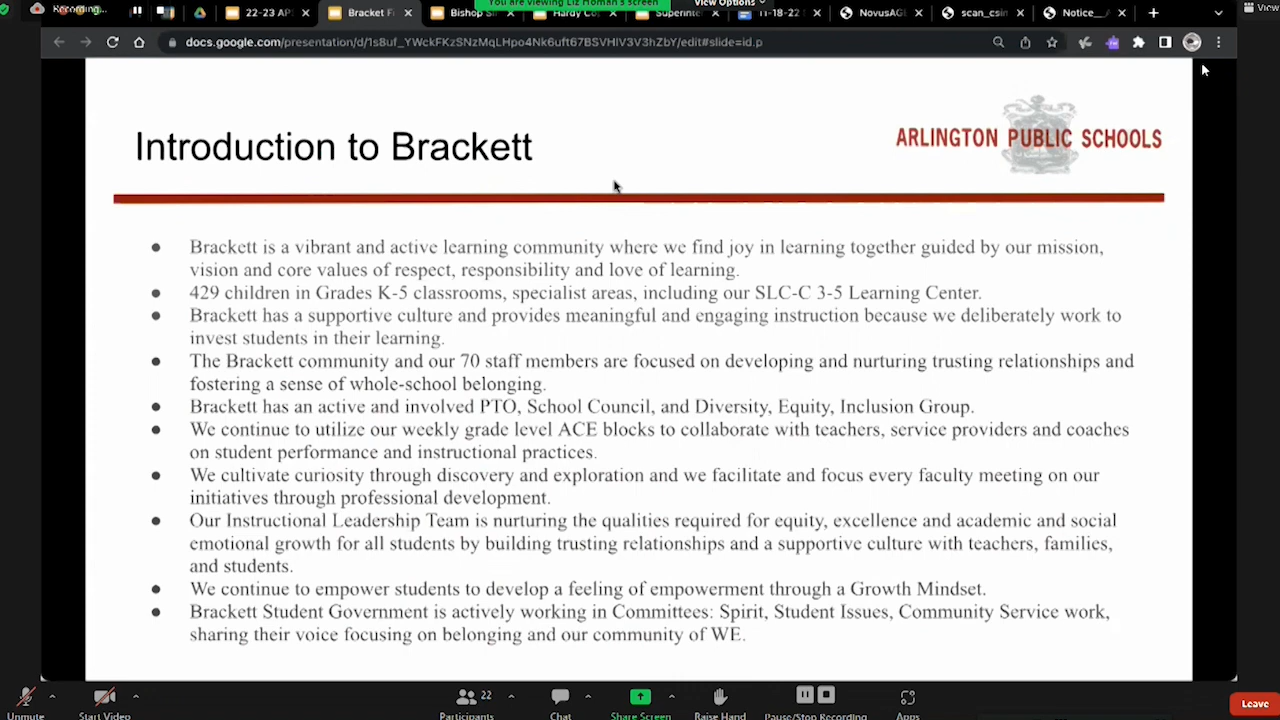 Recording...
You are viewing Liz Homan's screen
View Options
View
22-23 AP
Brackett Fi
Bishop Si
Hardy Co
Superinte
11-18-22
NovusAG
scan_csin
Notice_
docs.google.com/presentation/d/1s8uf_YWckFKzSNzMqLHpo4Nk6uft67BSVHlV3V3hZbY/edit#slide=id.p
Introduction to Brackett
ARLINGTON PUBLIC SCHOOLS
● Brackett is a vibrant and active learning community where we find joy in learning together guided by our mission,
vision and core values of respect, responsibility and love of learning.
● 429 children in Grades K-5 classrooms, specialist areas, including our SLC-C 3-5 Learning Center.
● Brackett has a supportive culture and provides meaningful and engaging instruction because we deliberately work to
invest students in their learning.
● The Brackett community and our 70 staff members are focused on developing and nurturing trusting relationships and
fostering a sense of whole-school belonging.
● Brackett has an active and involved PTO, School Council, and Diversity, Equity, Inclusion Group.
● We continue to utilize our weekly grade level ACE blocks to collaborate with teachers, service providers and coaches
on student performance and instructional practices.
● We cultivate curiosity through discovery and exploration and we facilitate and focus every faculty meeting on our
initiatives through professional development.
● Our Instructional Leadership Team is nurturing the qualities required for equity, excellence and academic and social
emotional growth for all students by building trusting relationships and a supportive culture with teachers, families,
and students.
● We continue to empower students to develop a feeling of empowerment through a Growth Mindset.
● Brackett Student Government is actively working in Committees: Spirit, Student Issues, Community Service work,
sharing their voice focusing on belonging and our community of WE.
22
Unmute
Start Video
Participants
Chat
Share Screen
Raise Hand
Pause/Stop Recording
Apps
Leave